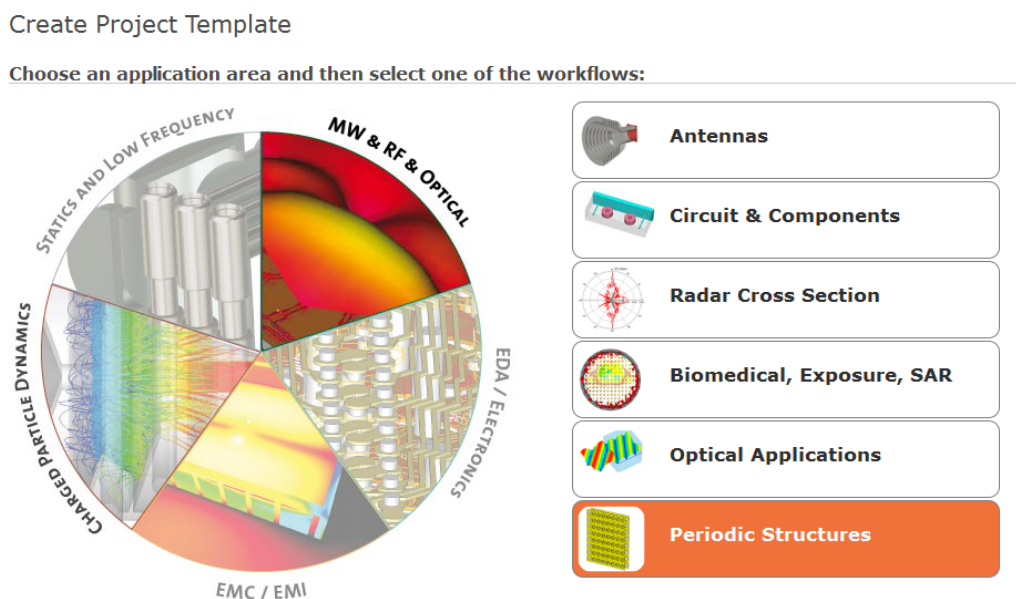 Create Project Template
Choose an application area and then select one of the workflows:
STATICS AND LOW FREQUENCY
MW & RF & OPTICAL
EDA / ELECTRONICS
EMC / EMI
CHARGED PARTICLE DYNAMICS
Antennas
Circuit & Components
Radar Cross Section
Biomedical, Exposure, SAR
Optical Applications
Periodic Structures